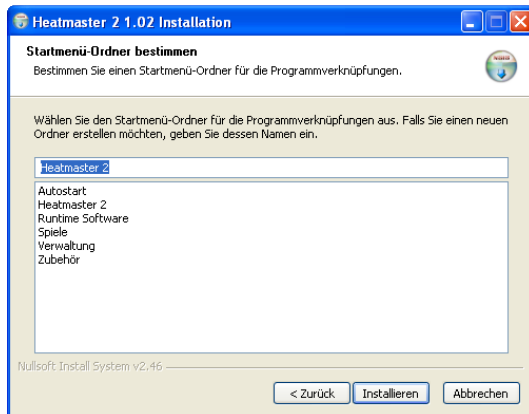 Heatmaster 2 1.02 Installation
Startmenü-Ordner bestimmen
Bestimmen Sie einen Startmenü-Ordner für die Programmverknüpfungen.
Wählen Sie den Startmenü-Ordner für die Programmverknüpfungen aus. Falls Sie einen neuen
Ordner erstellen möchten, geben Sie dessen Namen ein.
Heatmaster 2
Autostart
Heatmaster 2
Runtime Software
Spiele
Verwaltung
Zubehör
Nullsoft Install System v2.46
< Zurück
Installieren
Abbrechen